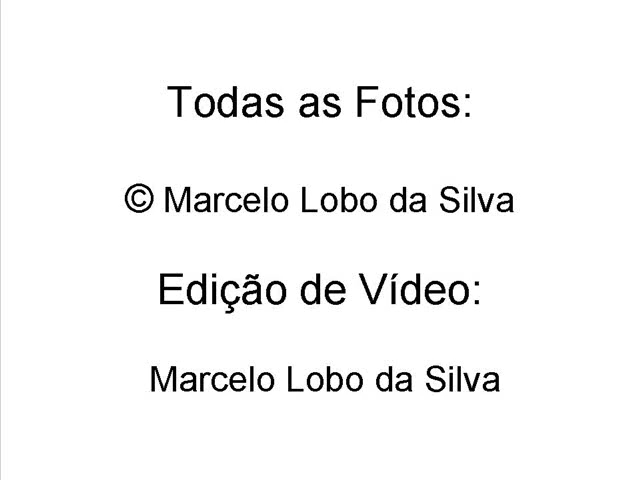 Todas as Fotos:
© Marcelo Lobo da Silva
Edição de Vídeo:
Marcelo Lobo da Silva